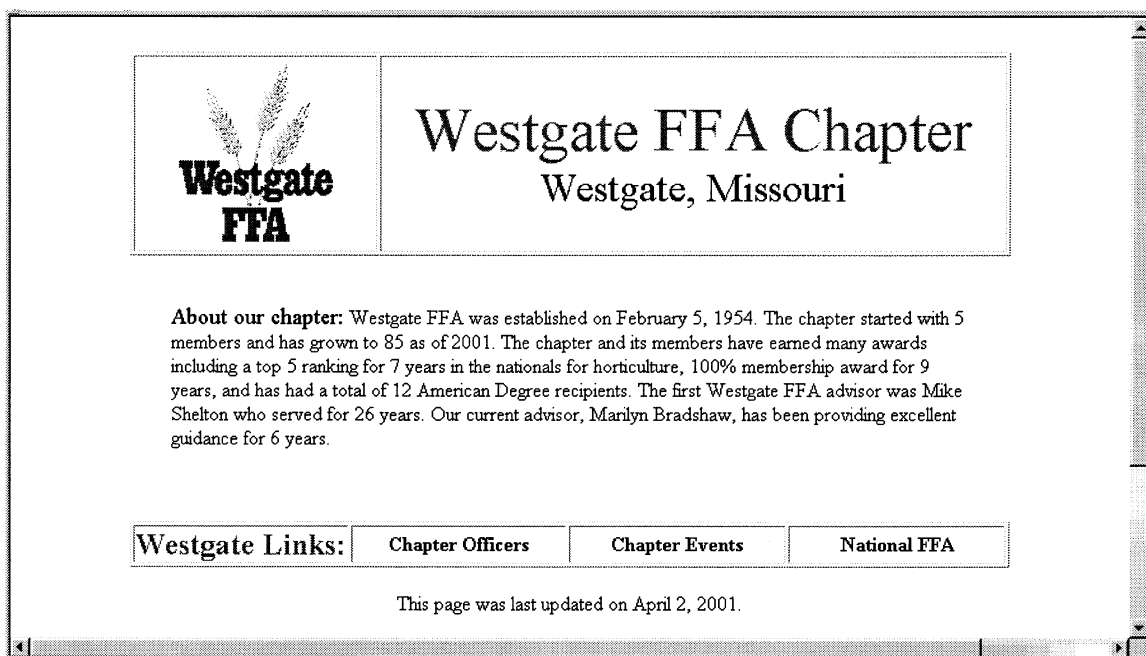 Westgate
FFA
Westgate FFA Chapter
Westgate, Missouri
About our chapter: Westgate FFA was established on February 5, 1954. The chapter started with 5
members and has grown to 85 as of 2001. The chapter and its members have earned many awards
including a top 5 ranking for 7 years in the nationals for horticulture, 100% membership award for 9
years, and has had a total of 12 American Degree recipients. The first Westgate FFA advisor was Mike
Shelton who served for 26 years. Our current advisor, Marilyn Bradshaw, has been providing excellent
guidance for 6 years.
Westgate Links: Chapter Officers Chapter Events National FFA
This page was last updated on April 2, 2001.